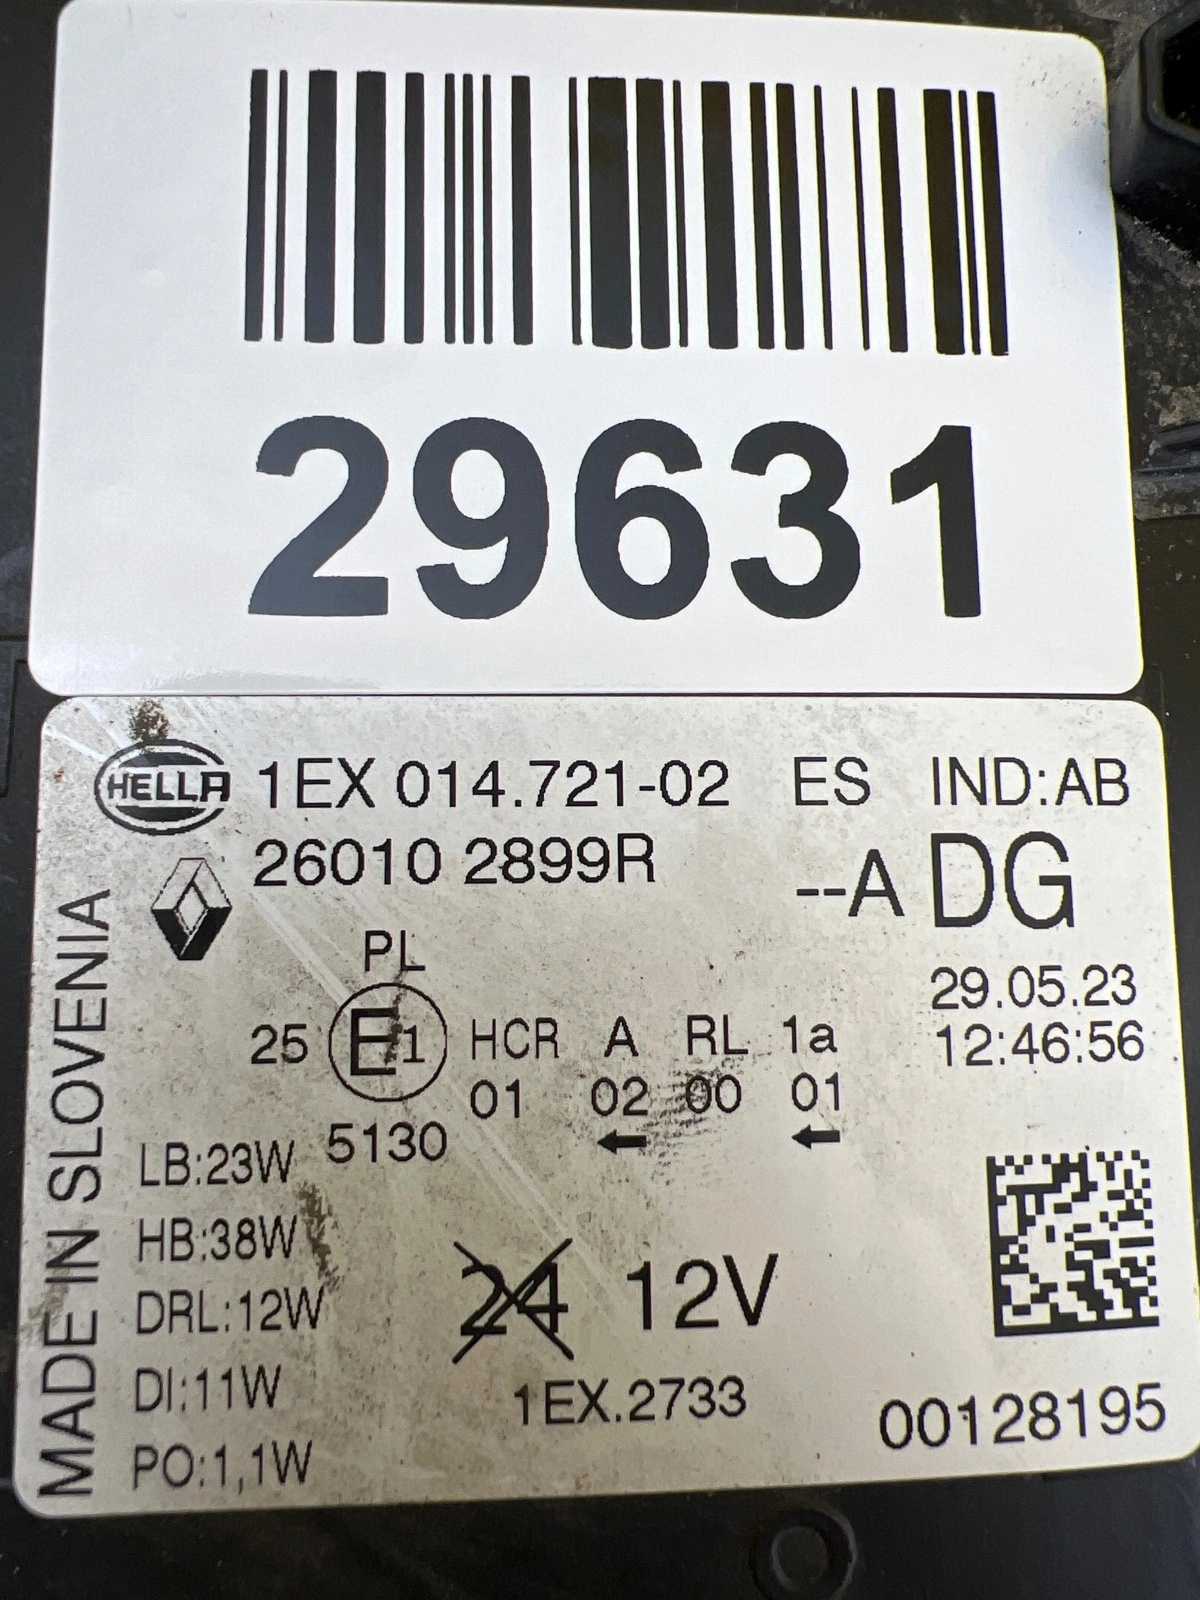 29631
HELLA 1EX 014.721-02 ES IND:AB
26010 2899R --A DG
MADE IN SLOVENIA
PL
29.05.23
12:46:56
25 E1 HCR A RL 1a
01 02 00 01
5130
LB:23W
HB:38W
DRL:12W
DI:11W
PO:1,1W
24 12V
1EX.2733
00128195